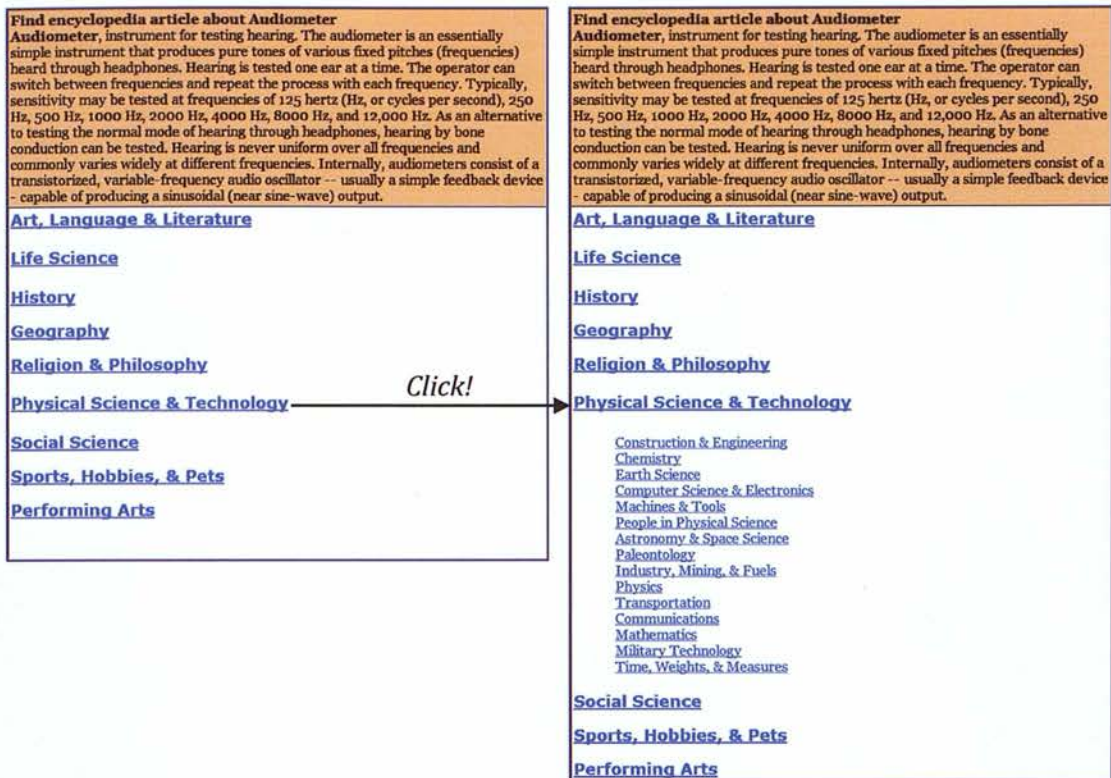 Find encyclopedia article about Audiometer
Audiometer, instrument for testing hearing. The audiometer is an essentially
simple instrument that produces pure tones of various fixed pitches (frequencies)
heard through headphones. Hearing is tested one ear at a time. The operator can
switch between frequencies and repeat the process with each frequency. Typically,
sensitivity may be tested at frequencies of 125 hertz (Hz, or cycles per second), 250
Hz, 500 Hz, 1000 Hz, 2000 Hz, 4000 Hz, 8000 Hz, and 12,000 Hz. As an alternative
to testing the normal mode of hearing through headphones, hearing by bone
conduction can be tested. Hearing is never uniform over all frequencies and
commonly varies widely at different frequencies. Internally, audiometers consist of a
transistorized, variable-frequency audio oscillator -- usually a simple feedback device
- capable of producing a sinusoidal (near sine-wave) output.
Art, Language & Literature
Life Science
History
Geography
Religion & Philosophy
Physical Science & Technology
Social Science
Sports, Hobbies, & Pets
Performing Arts
Click!
Find encyclopedia article about Audiometer
Audiometer, instrument for testing hearing. The audiometer is an essentially
simple instrument that produces pure tones of various fixed pitches (frequencies)
heard through headphones. Hearing is tested one ear at a time. The operator can
switch between frequencies and repeat the process with each frequency. Typically,
sensitivity may be tested at frequencies of 125 hertz (Hz, or cycles per second), 250
Hz, 500 Hz, 1000 Hz, 2000 Hz, 4000 Hz, 8000 Hz, and 12,000 Hz. As an alternative
to testing the normal mode of hearing through headphones, hearing by bone
conduction can be tested. Hearing is never uniform over all frequencies and
commonly varies widely at different frequencies. Internally, audiometers consist of a
transistorized, variable-frequency audio oscillator -- usually a simple feedback device
- capable of producing a sinusoidal (near sine-wave) output.
Art, Language & Literature
Life Science
History
Geography
Religion & Philosophy
Physical Science & Technology
Construction & Engineering
Chemistry
Earth Science
Computer Science & Electronics
Machines & Tools
People in Physical Science
Astronomy & Space Science
Paleontology
Industry, Mining, & Fuels
Physics
Transportation
Communications
Mathematics
Military Technology
Time, Weights, & Measures
Social Science
Sports, Hobbies, & Pets
Performing Arts